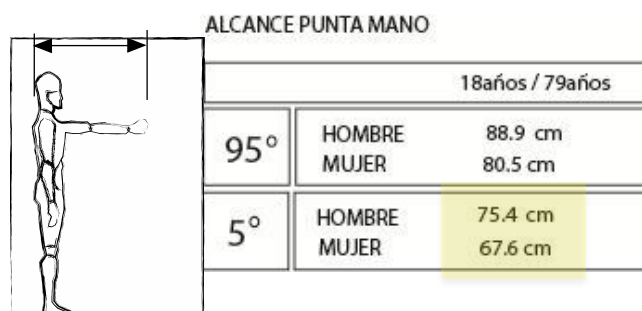 ALCANCE PUNTA MANO
18años / 79años
95° HOMBRE 88.9 cm
MUJER 80.5 cm
5° HOMBRE 75.4 cm
MUJER 67.6 cm